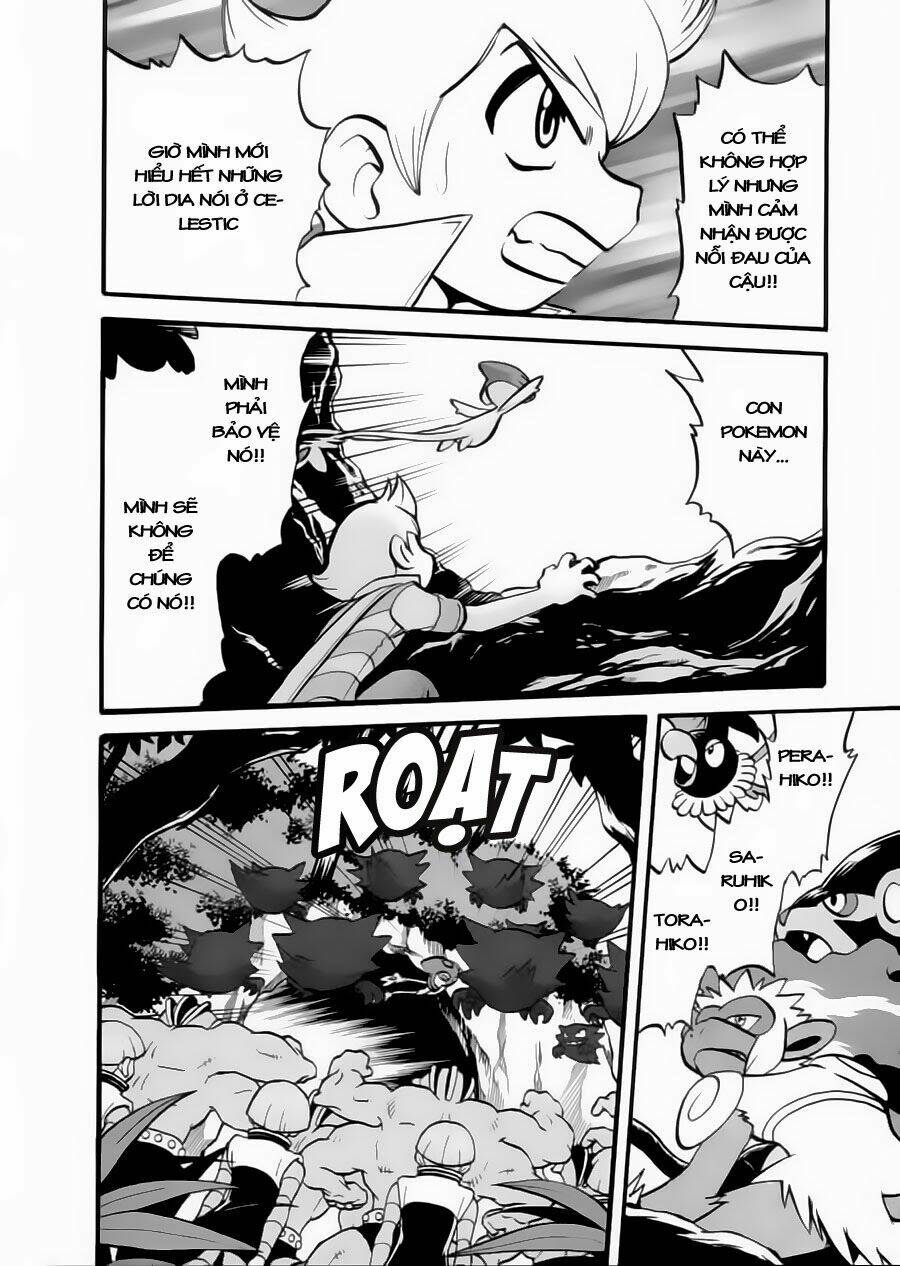 CÓ THỂ
KHÔNG HỢP
LÝ NHƯNG
MÌNH CẢM
NHẬN ĐƯỢC
NỖI ĐAU CỦA
CẬU!!
GIỜ MÌNH MỚI
HIỂU HẾT NHỮNG
LỜI DIA NÓI Ở CE-
LESTIC
CON
POKEMON
NÀY...
MÌNH
PHẢI
BẢO VỆ
NÓ!!
MÌNH SẼ
KHÔNG
ĐỂ
CHÚNG
CÓ NÓ!!
PERA-
HIKO!!
SA-
RUHIK
O!!
TORA-
HIKO!!
ROẠT